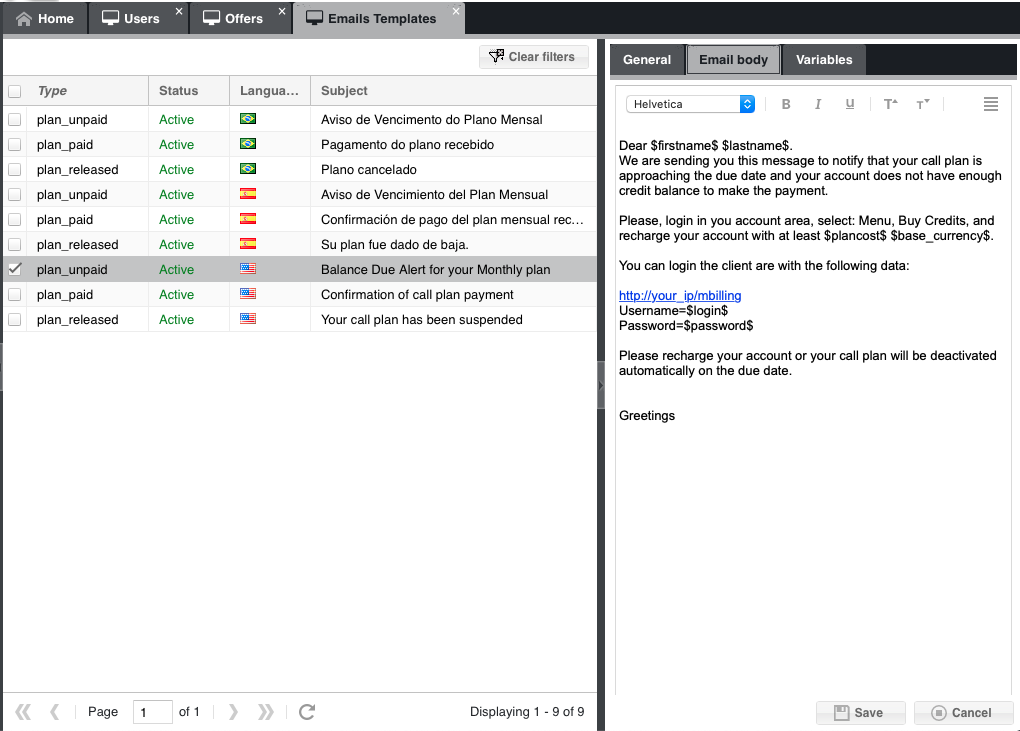 Home Users × Offers × Emails Templates ×
Clear filters
Type Status Langua... Subject
plan_unpaid Active Aviso de Vencimento do Plano Mensal
plan_paid Active Pagamento do plano recebido
plan_released Active Plano cancelado
plan_unpaid Active Aviso de Vencimiento del Plan Mensual
plan_paid Active Confirmación de pago del plan mensual rec...
plan_released Active Su plan fue dado de baja.
plan_unpaid Active Balance Due Alert for your Monthly plan
plan_paid Active Confirmation of call plan payment
plan_released Active Your call plan has been suspended
Page 1 of 1 Displaying 1 - 9 of 9
General Email body Variables
Helvetica B I U T T
Dear $firstname$ $lastname$.
We are sending you this message to notify that your call plan is
approaching the due date and your account does not have enough
credit balance to make the payment.
Please, login in you account area, select: Menu, Buy Credits, and
recharge your account with at least $plancost$ $base_currency$.
You can login the client are with the following data:
http://your_ip/mbilling
Username=$login$
Password=$password$
Please recharge your account or your call plan will be deactivated
automatically on the due date.
Greetings
Save Cancel